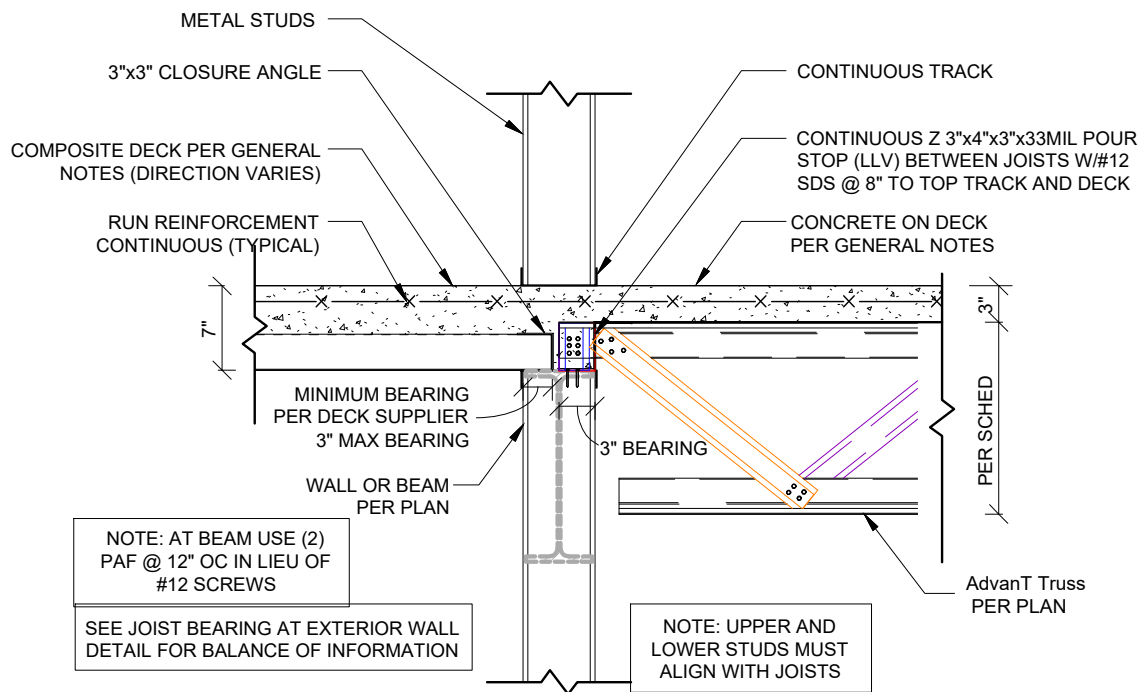 METAL STUDS
3"x3" CLOSURE ANGLE
COMPOSITE DECK PER GENERAL
NOTES (DIRECTION VARIES)
RUN REINFORCEMENT
CONTINUOUS (TYPICAL)
CONTINUOUS TRACK
CONTINUOUS Z 3"x4"x3"x33MIL POUR
STOP (LLV) BETWEEN JOISTS W/#12
SDS @ 8" TO TOP TRACK AND DECK
CONCRETE ON DECK
PER GENERAL NOTES
7"
3"
MINIMUM BEARING
PER DECK SUPPLIER
3" MAX BEARING
3" BEARING
PER SCHED
WALL OR BEAM
PER PLAN
NOTE: AT BEAM USE (2)
PAF @ 12" OC IN LIEU OF
#12 SCREWS
SEE JOIST BEARING AT EXTERIOR WALL
DETAIL FOR BALANCE OF INFORMATION
NOTE: UPPER AND
LOWER STUDS MUST
ALIGN WITH JOISTS
AdvanT Truss
PER PLAN